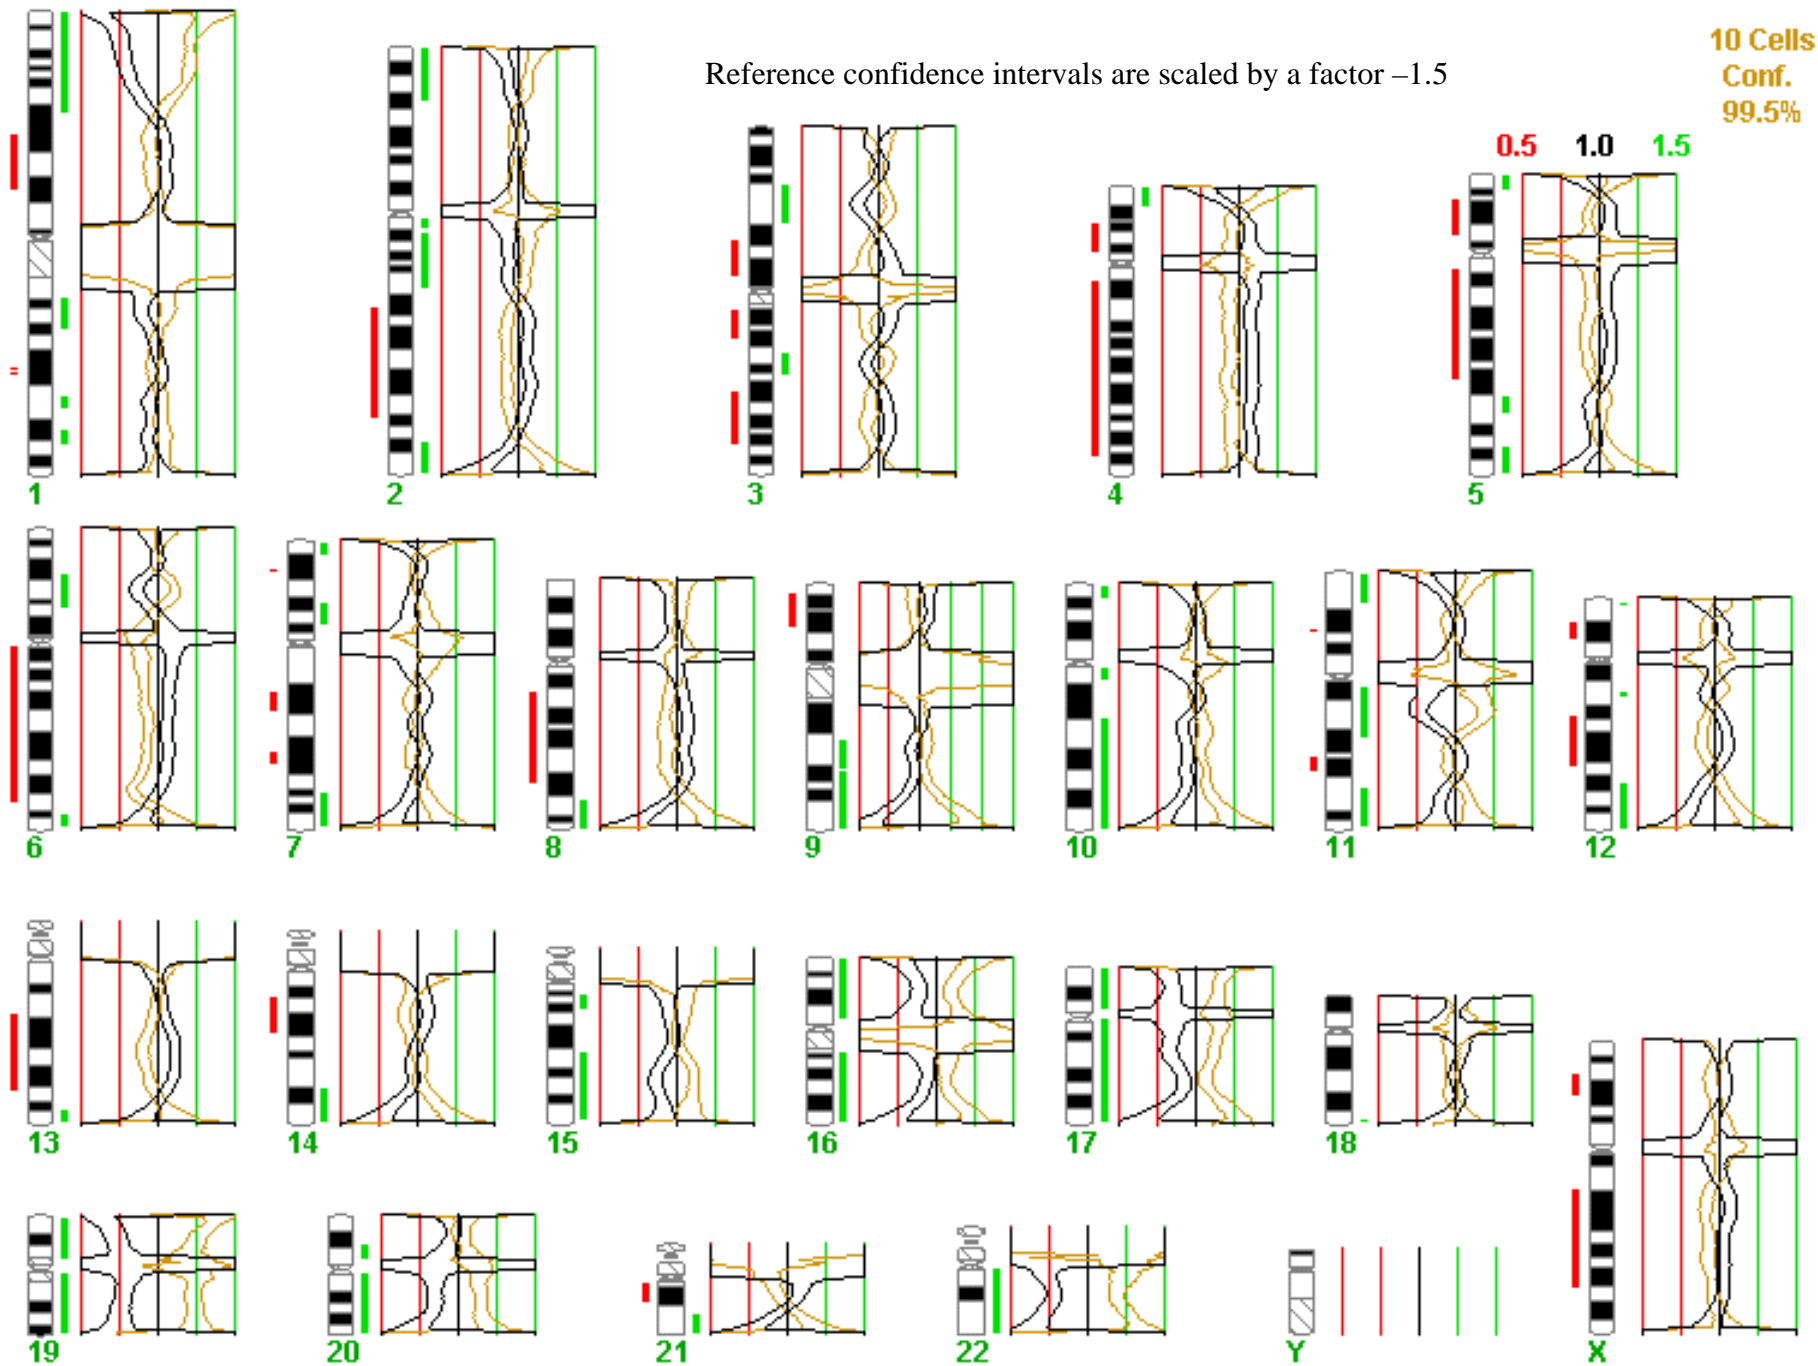 Reference confidence intervals are scaled by a factor –1.5
10 Cells
Conf.
99.5%
0.5 1.0 1.5
1 2 3 4 5
6 7 8 9 10 11 12
13 14 15 16 17 18
19 20 21 22 Y X